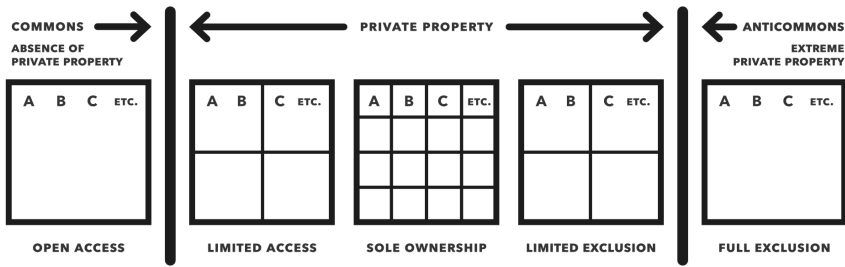 COMMONS
ABSENCE OF
PRIVATE PROPERTY
PRIVATE PROPERTY
ANTICOMMONS
EXTREME
PRIVATE PROPERTY
A B C ETC.
A B C ETC.
A B C ETC.
A B C ETC.
A B C ETC.
OPEN ACCESS
LIMITED ACCESS
SOLE OWNERSHIP
LIMITED EXCLUSION
FULL EXCLUSION